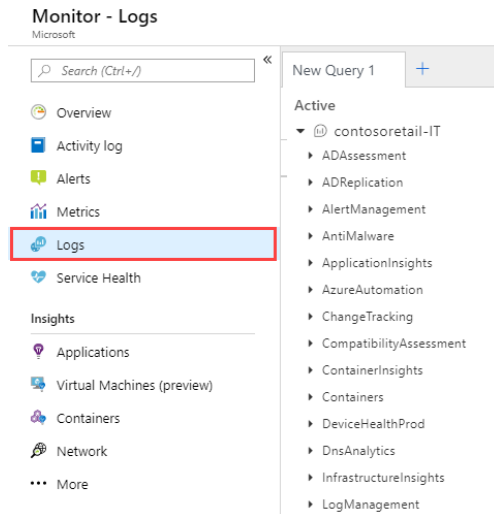 Monitor - Logs
Microsoft
Search (Ctrl+/)
Overview
Activity log
Alerts
Metrics
Logs
Service Health
Insights
Applications
Virtual Machines (preview)
Containers
Network
More
New Query 1
Active
contosoretail-IT
ADAssessment
ADReplication
AlertManagement
AntiMalware
ApplicationInsights
AzureAutomation
ChangeTracking
CompatibilityAssessment
ContainerInsights
Containers
DeviceHealthProd
DnsAnalytics
InfrastructureInsights
LogManagement